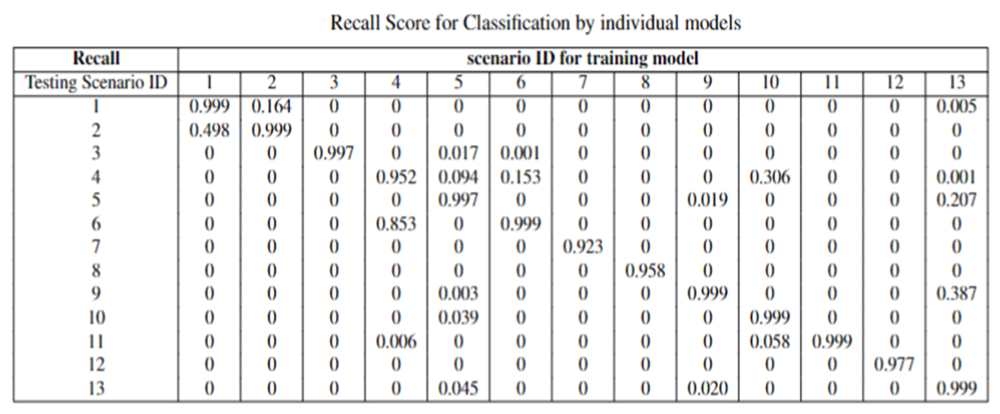 Recall Score for Classification by individual models
Recall scenario ID for training model
Testing Scenario ID 1 2 3 4 5 6 7 8 9 10 11 12 13
1 0.999 0.164 0 0 0 0 0 0 0 0 0 0 0.005
2 0.498 0.999 0 0 0 0 0 0 0 0 0 0 0
3 0 0 0.997 0 0.017 0.001 0 0 0 0 0 0 0
4 0 0 0 0.952 0.094 0.153 0 0 0 0.306 0 0 0.001
5 0 0 0 0 0.997 0 0 0 0.019 0 0 0 0.207
6 0 0 0 0.853 0 0.999 0 0 0 0 0 0 0
7 0 0 0 0 0 0 0.923 0 0 0 0 0 0
8 0 0 0 0 0 0 0 0.958 0 0 0 0 0
9 0 0 0 0 0.003 0 0 0 0.999 0 0 0 0.387
10 0 0 0 0 0.039 0 0 0 0 0.999 0 0 0
11 0 0 0 0.006 0 0 0 0 0 0.058 0.999 0 0
12 0 0 0 0 0 0 0 0 0 0 0 0.977 0
13 0 0 0 0 0.045 0 0 0 0.020 0 0 0 0.999